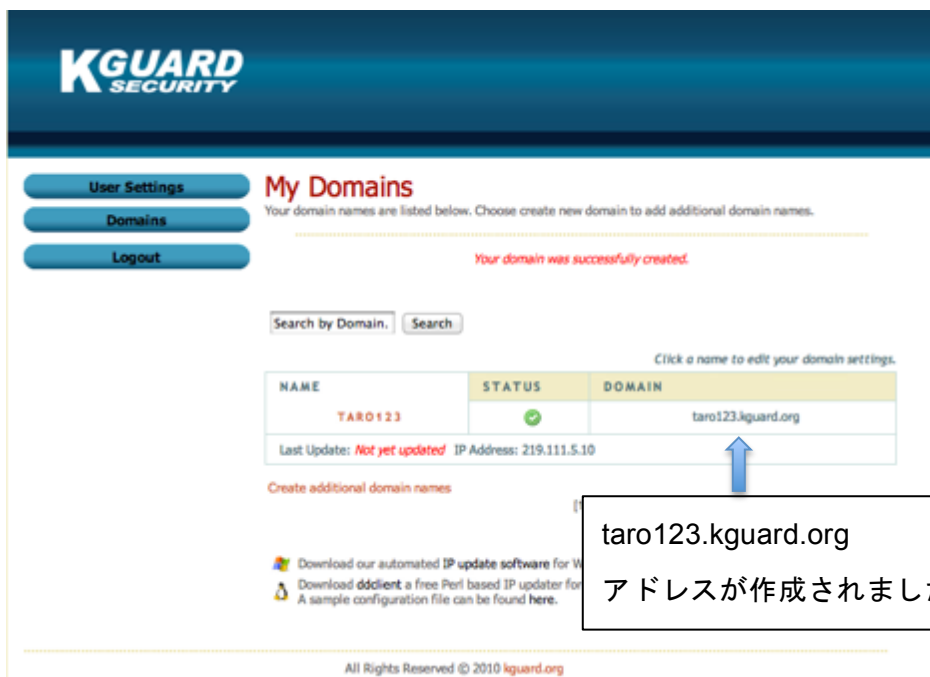 KGUARD
SECURITY
User Settings
Domains
Logout
My Domains
Your domain names are listed below. Choose create new domain to add additional domain names.
Your domain was successfully created.
Search by Domain. Search
Click a name to edit your domain settings.
NAME STATUS DOMAIN
TARO123 taro123.kguard.org
Last Update: Not yet updated IP Address: 219.111.5.10
Create additional domain names
taro123.kguard.org
アドレスが作成されまし
Download our automated IP update software for W
Download ddclient a free Perl based IP updater for
A sample configuration file can be found here.
All Rights Reserved © 2010 kguard.org